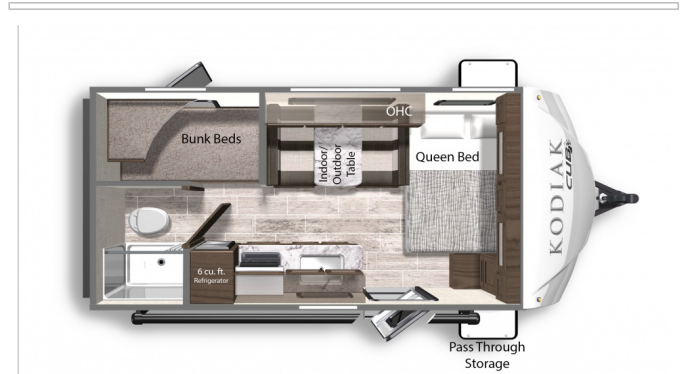 Bunk Beds
OHC
Indoor/
Outdoor
Table
Queen Bed
KODIAK
CUB
6 cu. ft.
Refrigerator
Pass Through
Storage